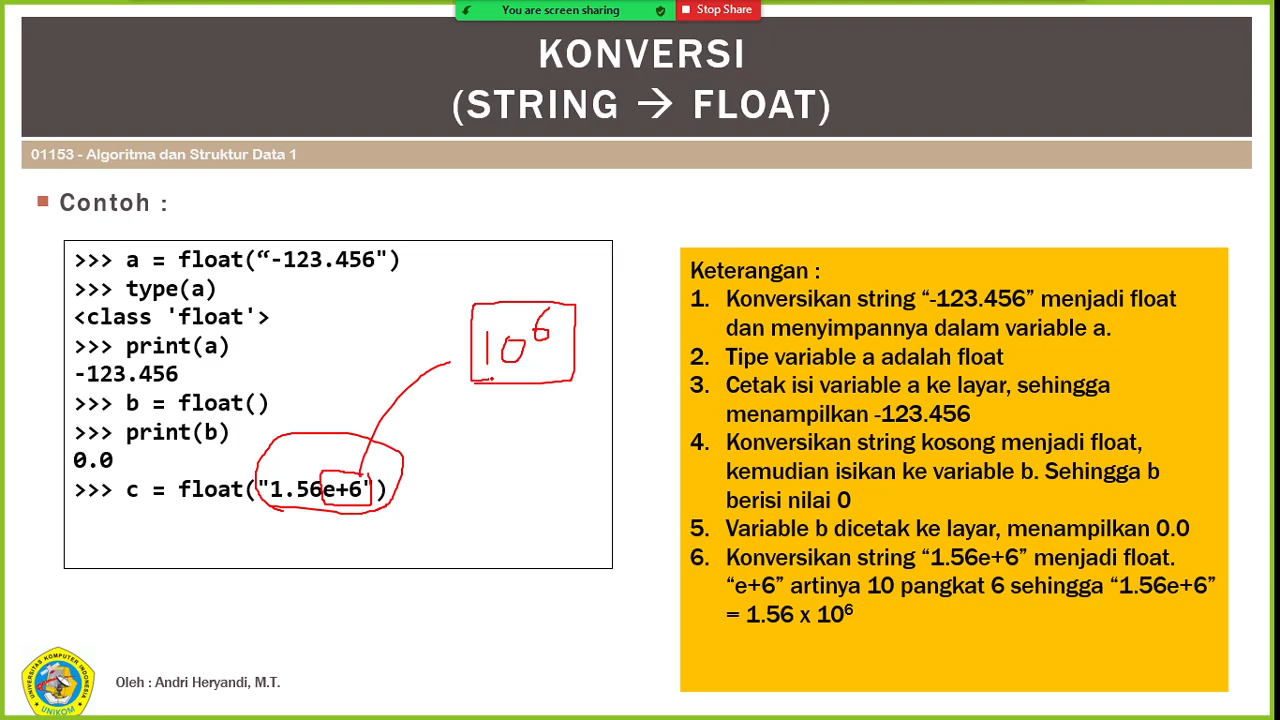 You are screen sharing
Stop Share
KONVERSI
(STRING → FLOAT)
01153 - Algoritma dan Struktur Data 1
Contoh :
>>> a = float(“-123.456")
>>> type(a)
<class 'float'>
>>> print(a)
-123.456
>>> b = float()
>>> print(b)
0.0
>>> c = float("1.56e+6")
10⁶
Keterangan :
1. Konversikan string “-123.456” menjadi float
dan menyimpannya dalam variable a.
2. Tipe variable a adalah float
3. Cetak isi variable a ke layar, sehingga
menampilkan -123.456
4. Konversikan string kosong menjadi float,
kemudian isikan ke variable b. Sehingga b
berisi nilai 0
5. Variable b dicetak ke layar, menampilkan 0.0
6. Konversikan string “1.56e+6” menjadi float.
“e+6” artinya 10 pangkat 6 sehingga “1.56e+6”
= 1.56 x 10⁶
UNIVERSITAS KOMPUTER INDONESIA
UNIKOM
Oleh : Andri Heryandi, M.T.